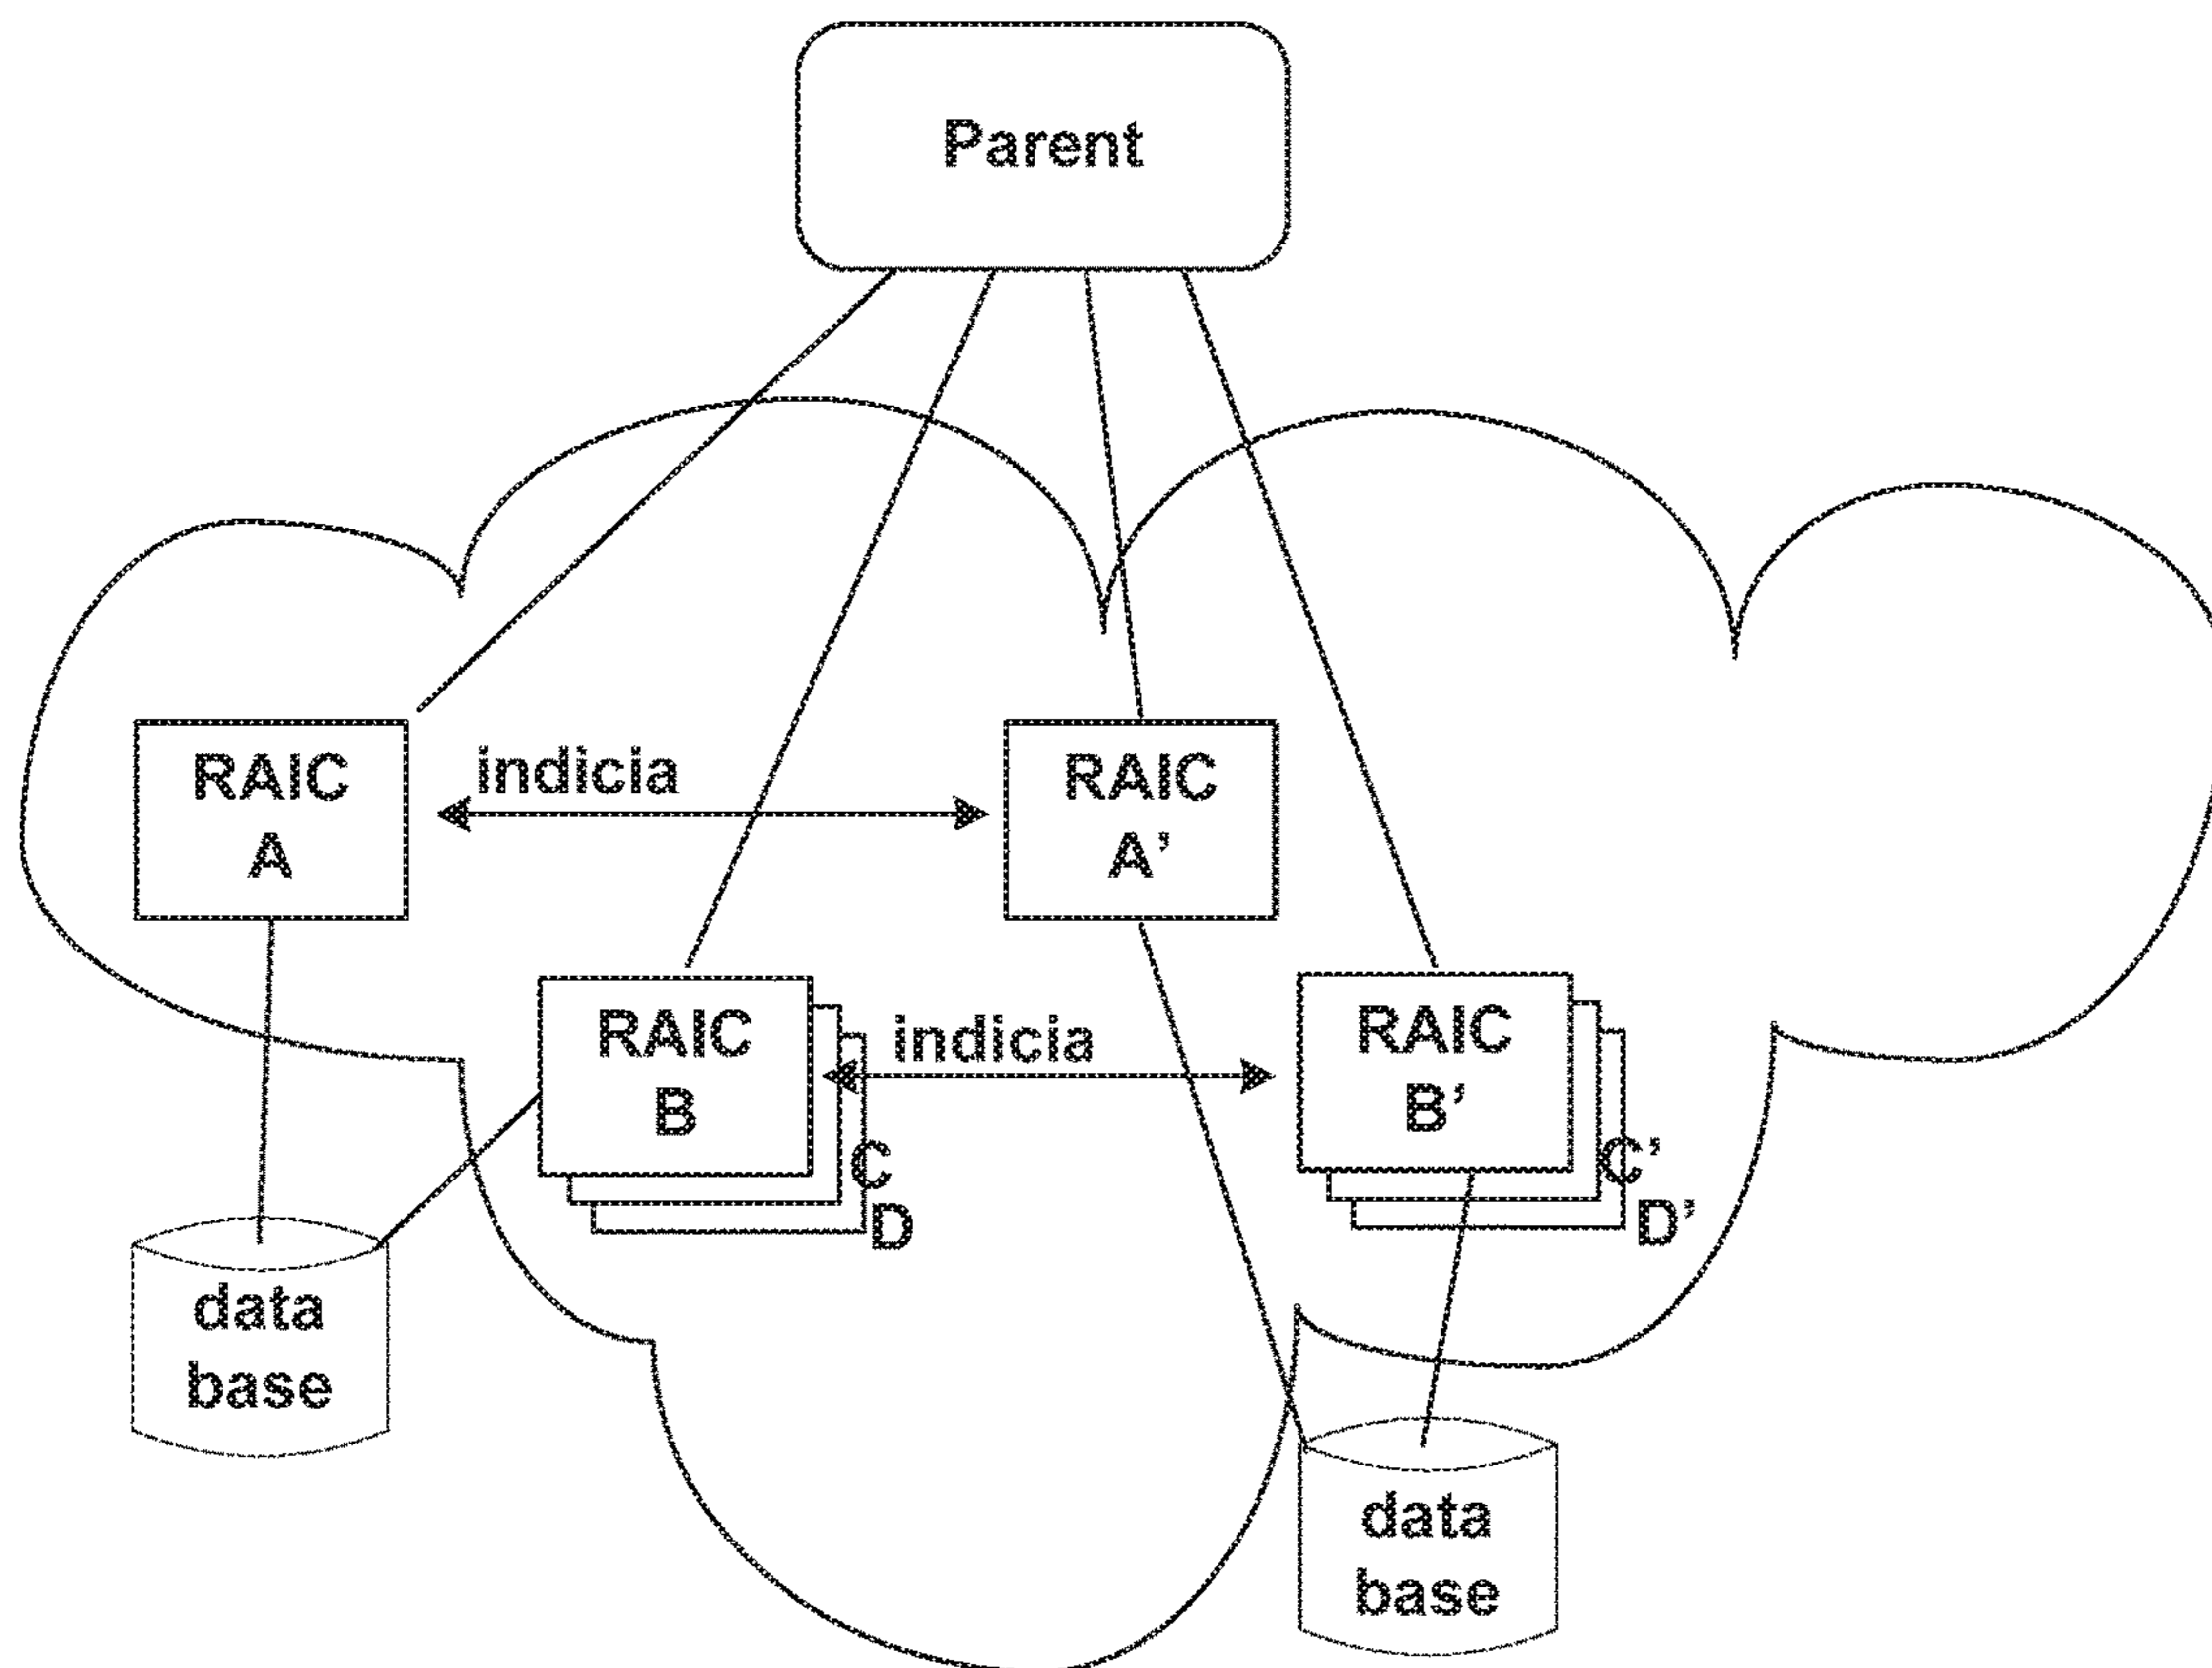 Parent
RAIC
A
indicia
RAIC
A’
RAIC
B
C
D
indicia
RAIC
B’
C’
D’
data
base
data
base